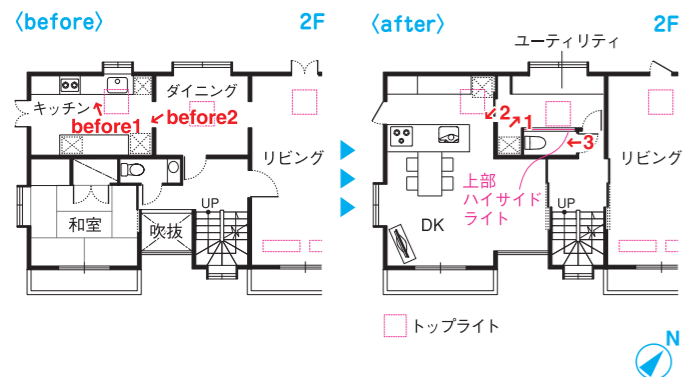 〈before〉
2F
ダイニング
キッチン
before1
before2
リビング
和室
吹抜
UP
〈after〉
2F
ユーティリティ
2
1
3
リビング
上部
ハイサイド
ライト
DK
UP
トップライト
N